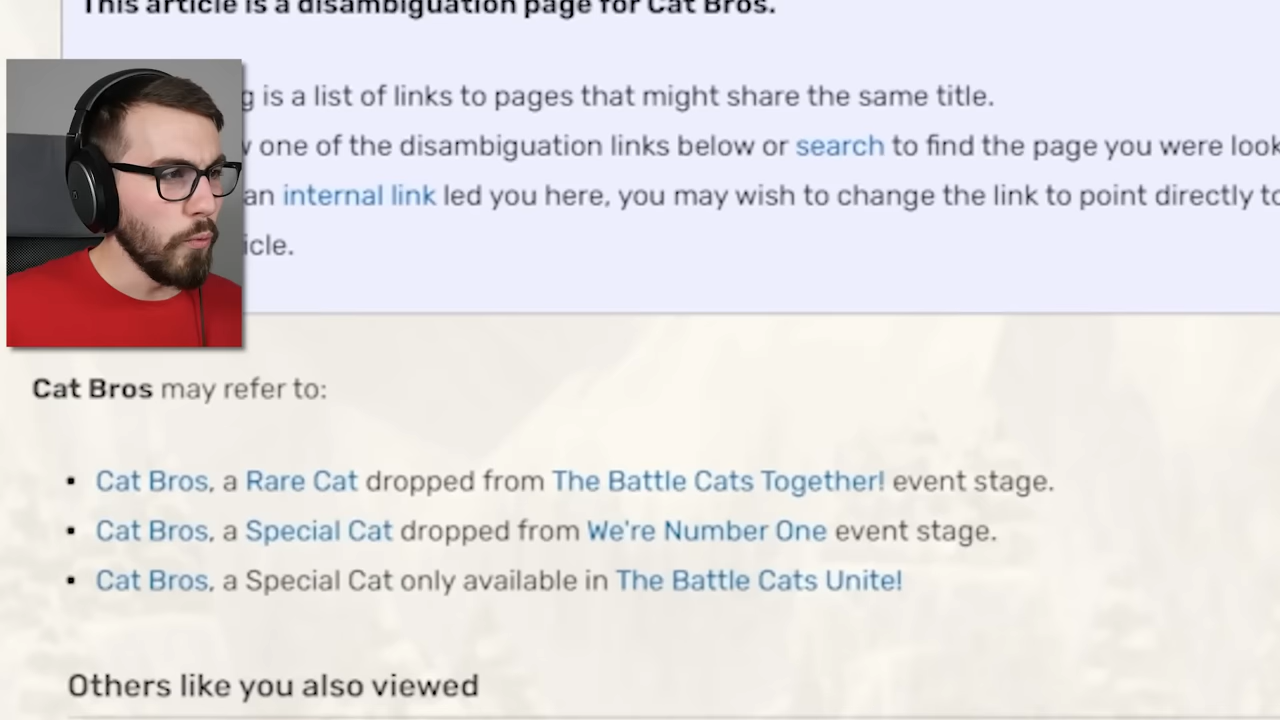 This article is a disambiguation page for Cat Bros.
is a list of links to pages that might share the same title.
one of the disambiguation links below or search to find the page you were look
an internal link led you here, you may wish to change the link to point directly to
icle.
Cat Bros may refer to:
▪ Cat Bros, a Rare Cat dropped from The Battle Cats Together! event stage.
▪ Cat Bros, a Special Cat dropped from We're Number One event stage.
▪ Cat Bros, a Special Cat only available in The Battle Cats Unite!
Others like you also viewed